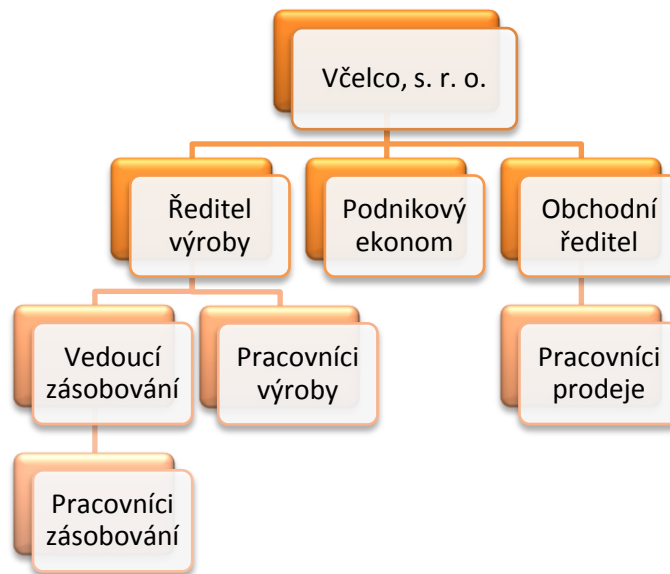 Včelco, s. r. o.
Ředitel
výroby
Podnikový
ekonom
Obchodní
ředitel
Vedoucí
zásobování
Pracovníci
výroby
Pracovníci
prodeje
Pracovníci
zásobování